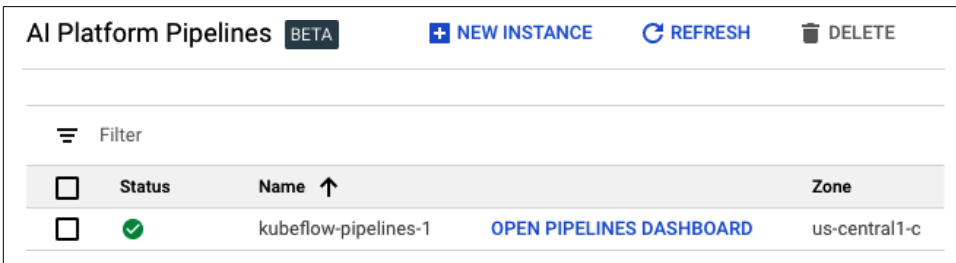 AI Platform Pipelines BETA NEW INSTANCE REFRESH DELETE
Filter
Status Name Zone
kubeflow-pipelines-1 OPEN PIPELINES DASHBOARD us-central1-c